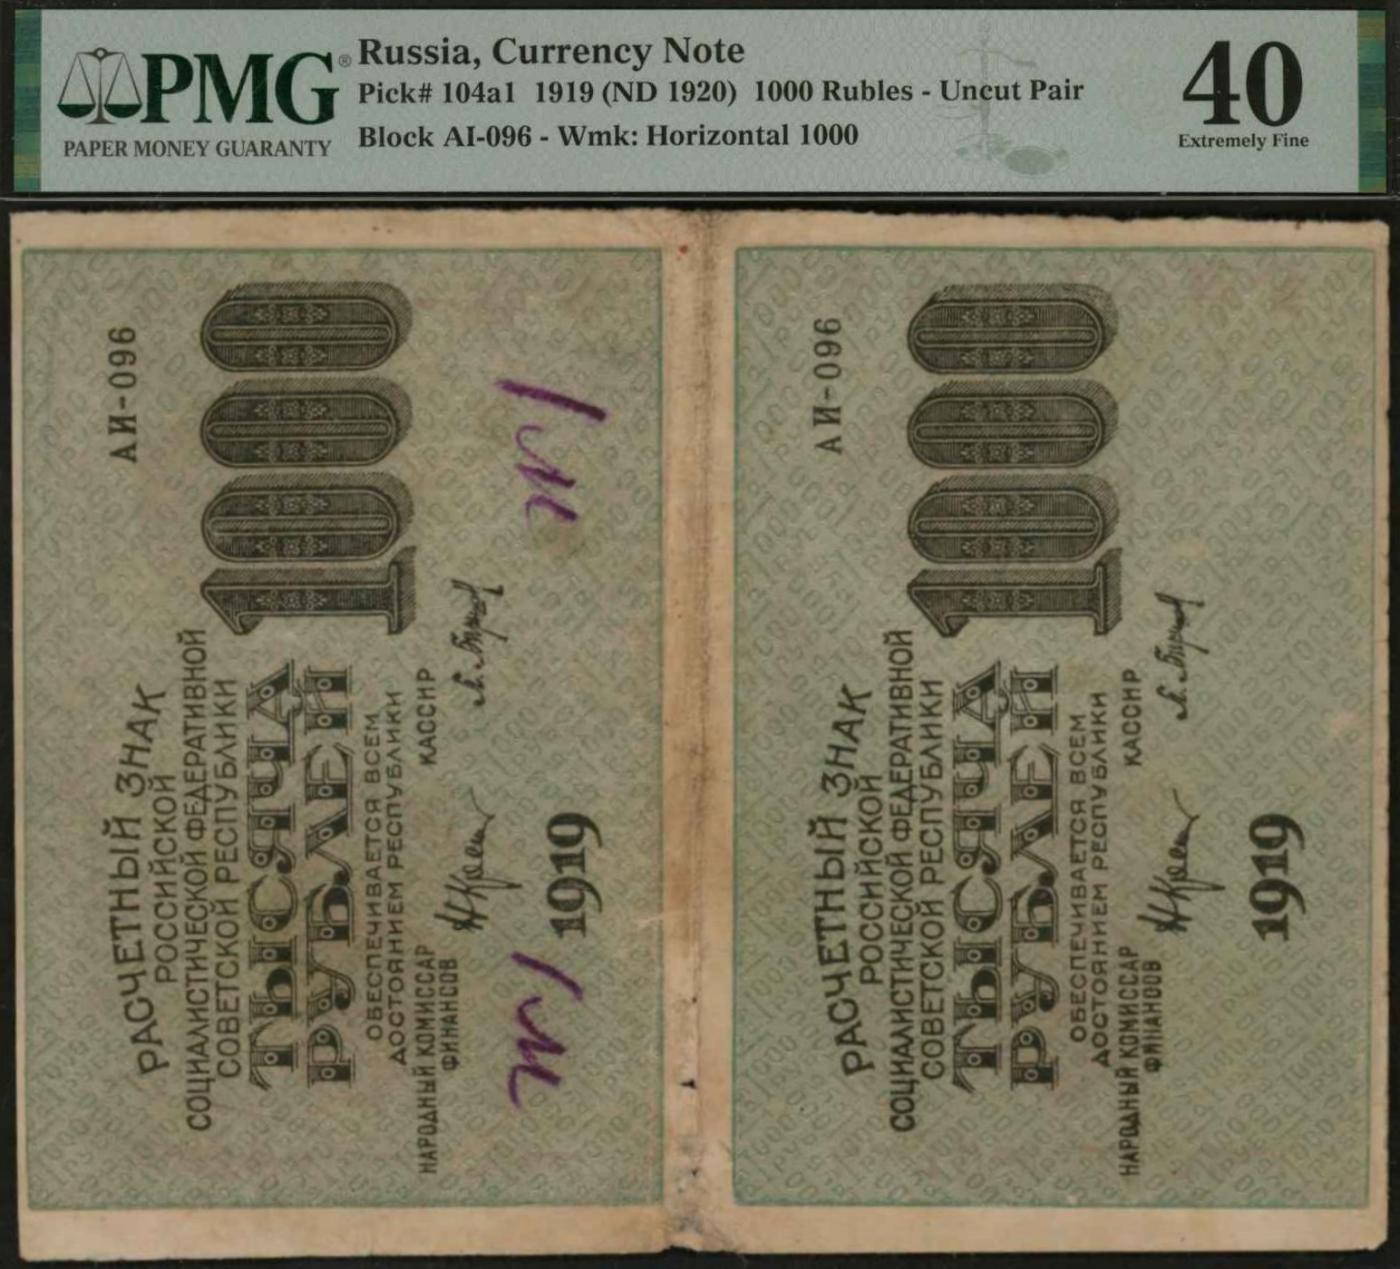 PMG®
PAPER MONEY GUARANTY
Russia, Currency Note
Pick# 104a1 1919 (ND 1920) 1000 Rubles - Uncut Pair
Block AI-096 - Wmk: Horizontal 1000
40
Extremely Fine
АИ-096
1000
РАСЧЕТНЫЙ ЗНАК
РОССИЙСКОЙ
СОЦИАЛИСТИЧЕСКОЙ ФЕДЕРАТИВНОЙ
СОВЕТСКОЙ РЕСПУБЛИКИ
ТЫСЯЧА
РУБЛЕЙ
ОБЕСПЕЧИВАЕТСЯ ВСЕМ
ДОСТОЯНИЕМ РЕСПУБЛИКИ
НАРОДНЫЙ КОМИССАР
ФИНАНСОВ
КАССИР
1919
АИ-096
1000
РАСЧЕТНЫЙ ЗНАК
РОССИЙСКОЙ
СОЦИАЛИСТИЧЕСКОЙ ФЕДЕРАТИВНОЙ
СОВЕТСКОЙ РЕСПУБЛИКИ
ТЫСЯЧА
РУБЛЕЙ
ОБЕСПЕЧИВАЕТСЯ ВСЕМ
ДОСТОЯНИЕМ РЕСПУБЛИКИ
НАРОДНЫЙ КОМИССАР
ФИНАНСОВ
КАССИР
1919